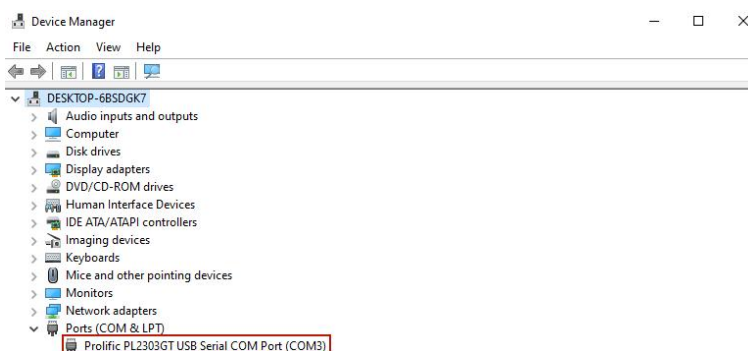 Device Manager
File Action View Help
DESKTOP-6BSDGK7
Audio inputs and outputs
Computer
Disk drives
Display adapters
DVD/CD-ROM drives
Human Interface Devices
IDE ATA/ATAPI controllers
Imaging devices
Keyboards
Mice and other pointing devices
Monitors
Network adapters
Ports (COM & LPT)
Prolific PL2303GT USB Serial COM Port (COM3)